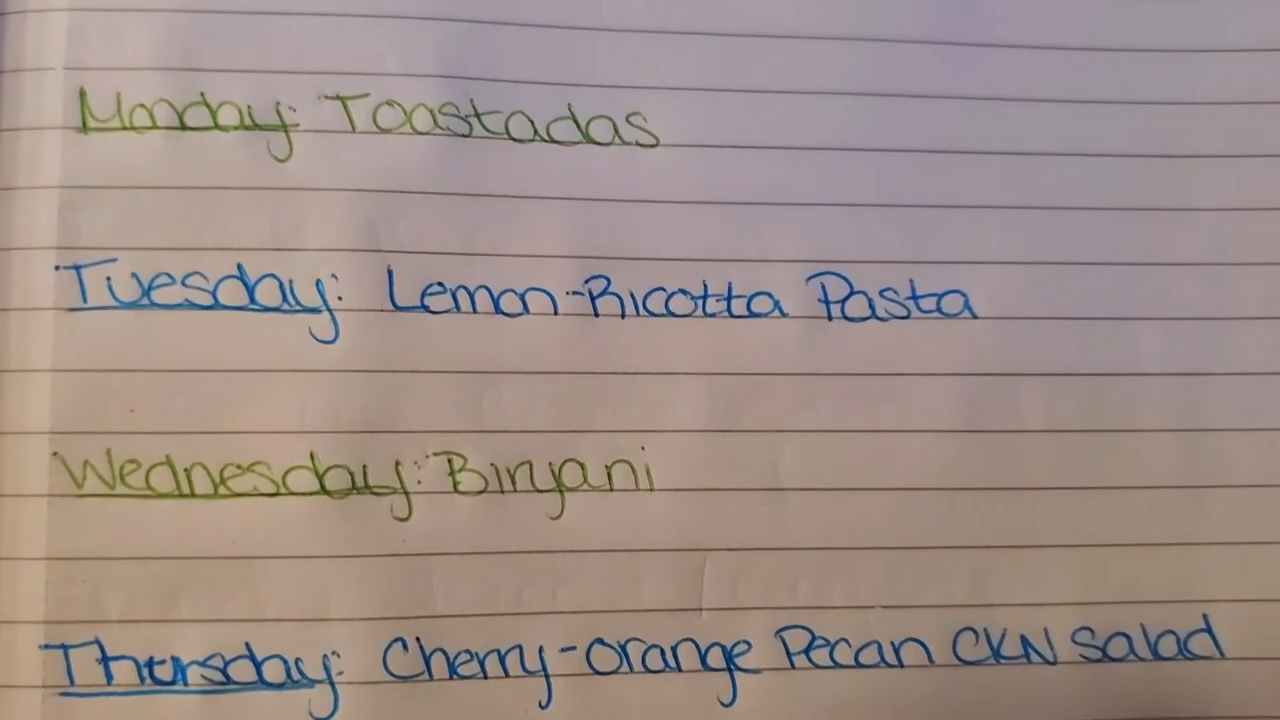 Monday: Toastadas
Tuesday: Lemon-Ricotta Pasta
Wednesday: Biryani
Thursday: Cherry-orange Pecan CKN Salad